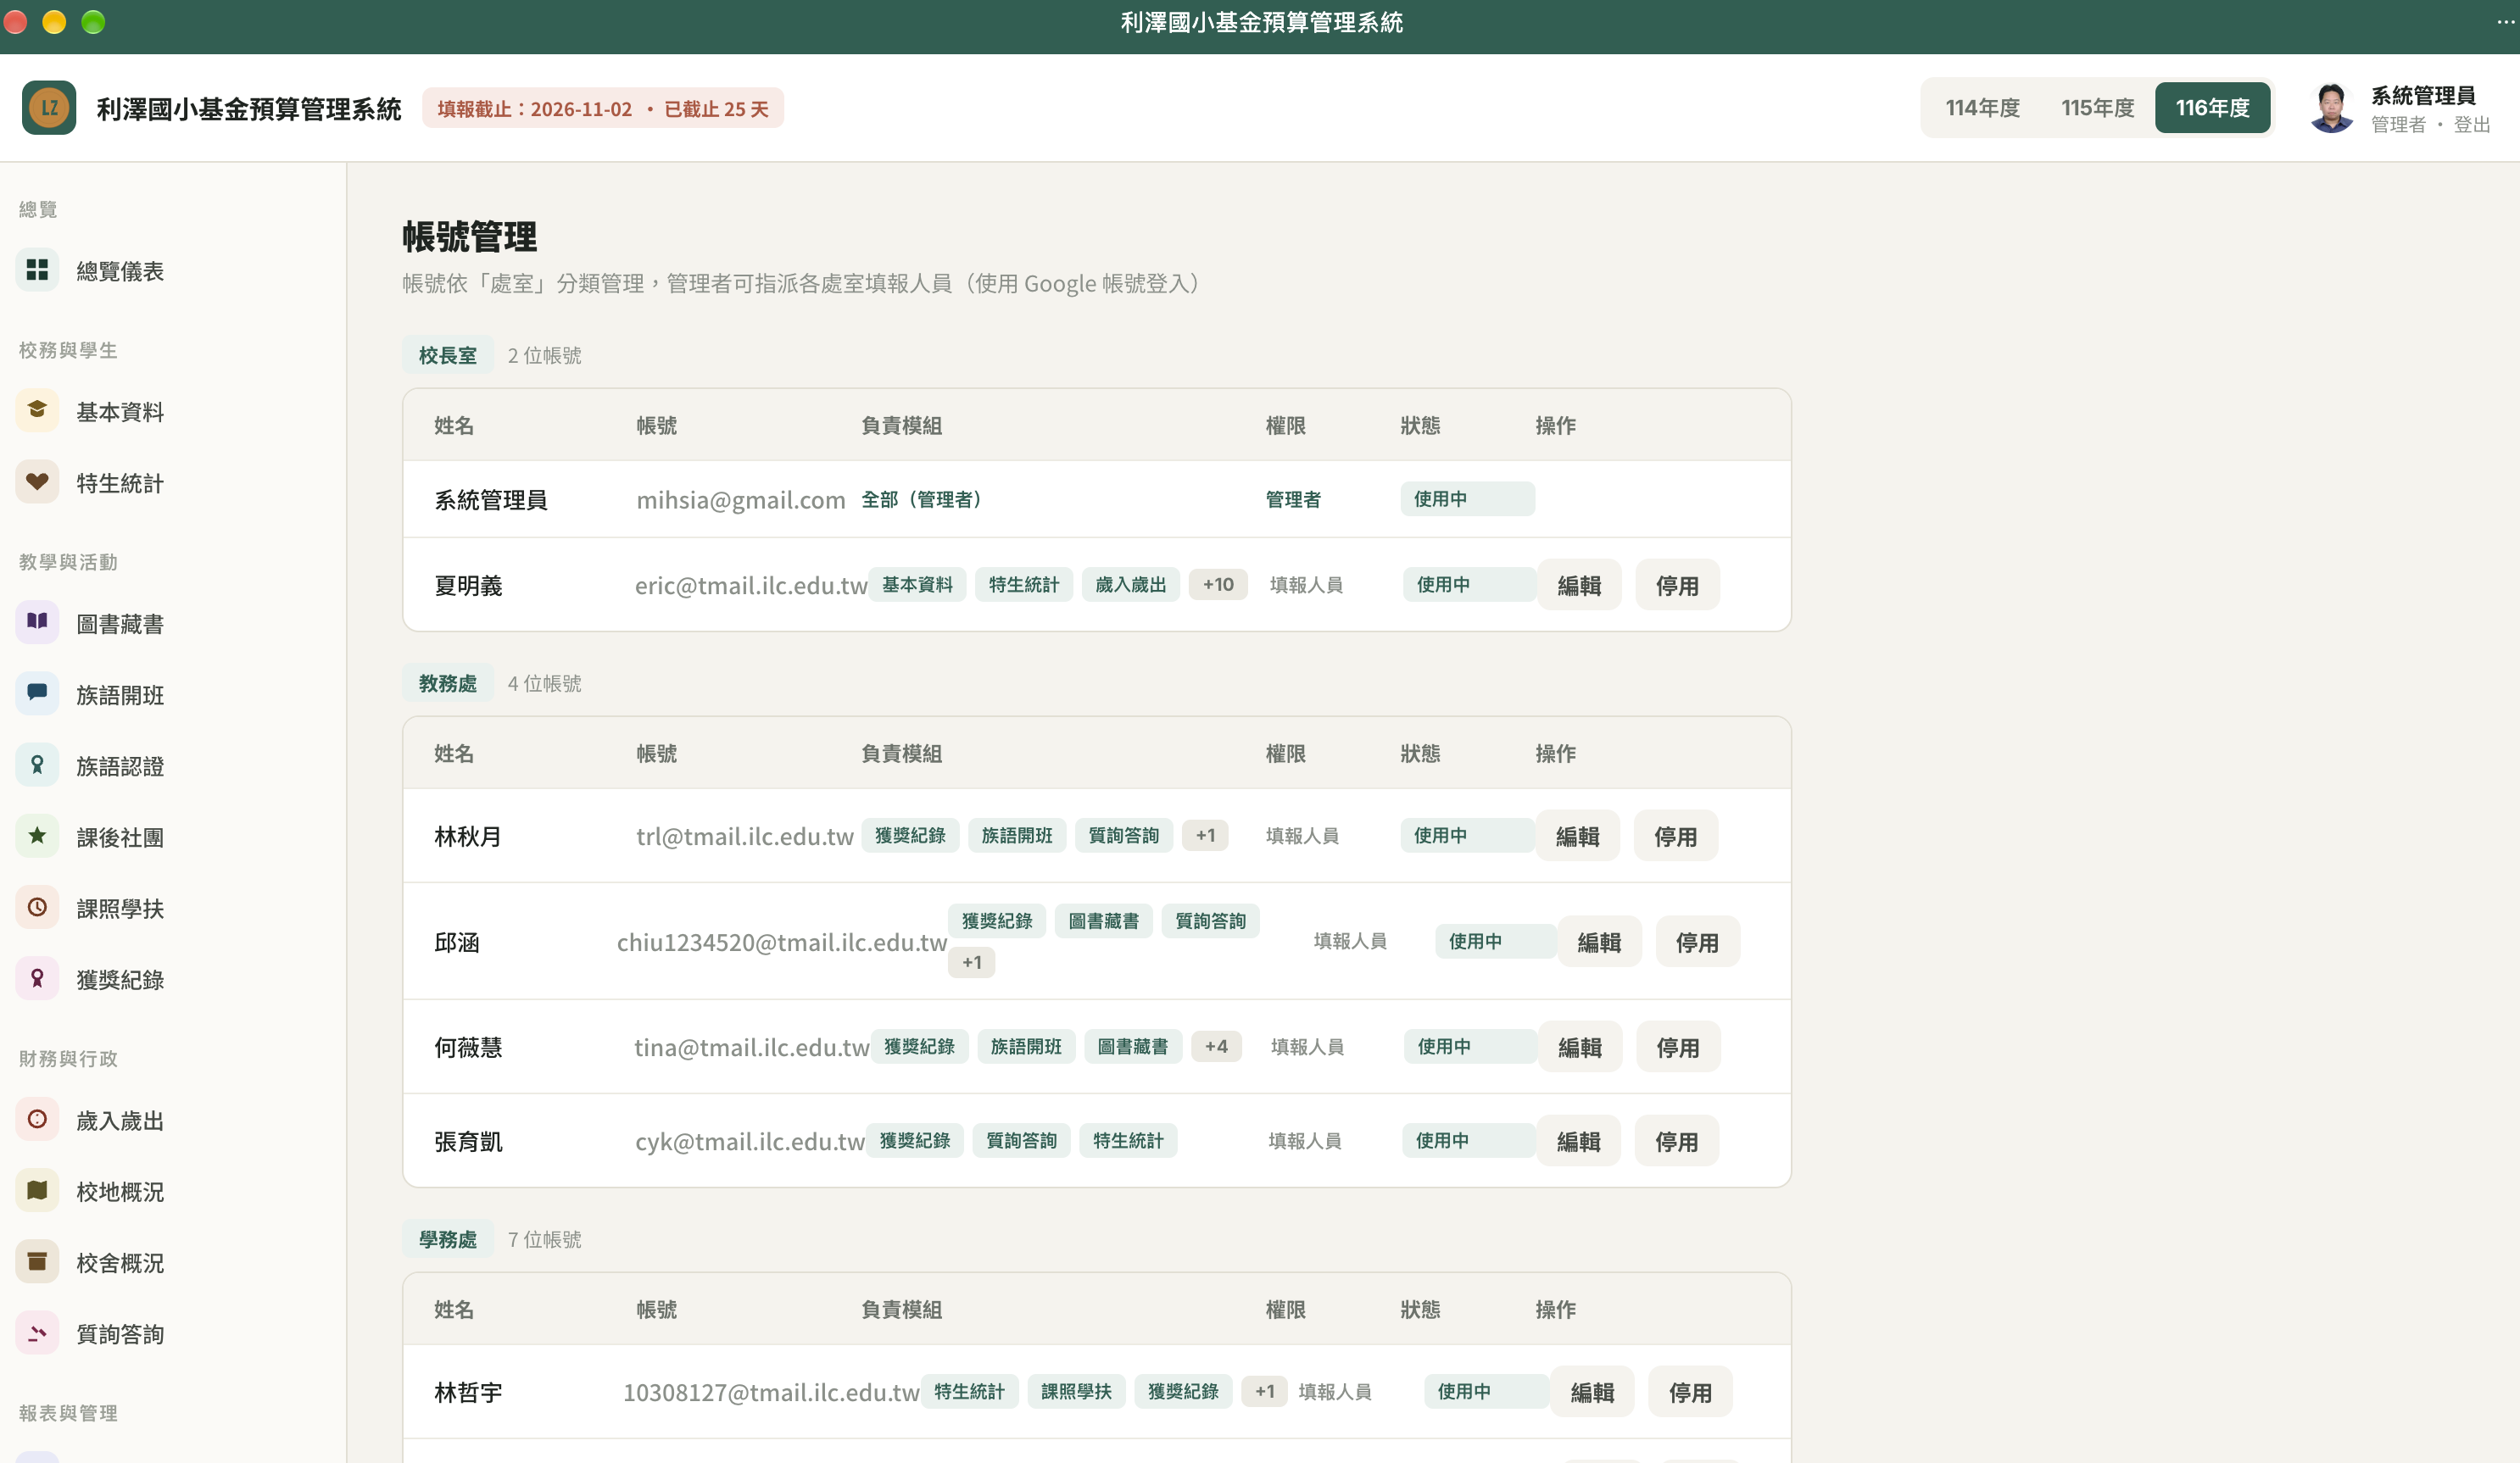 利澤國小基金預算管理系統
LZ 利澤國小基金預算管理系統 填報截止：2026-11-02 ・ 已截止 25 天 114年度 115年度 116年度 系統管理員
管理者 ・ 登出
總覽
總覽儀表
校務與學生
基本資料
特生統計
教學與活動
圖書藏書
族語開班
族語認證
課後社團
課照學扶
獲獎紀錄
財務與行政
歲入歲出
校地概況
校舍概況
質詢答詢
報表與管理
帳號管理
帳號依「處室」分類管理，管理者可指派各處室填報人員（使用 Google 帳號登入）
校長室 2 位帳號
姓名 帳號 負責模組 權限 狀態 操作
系統管理員 mihsia@gmail.com 全部（管理者） 管理者 使用中
夏明義 eric@tmail.ilc.edu.tw 基本資料 特生統計 歲入歲出 +10 填報人員 使用中 編輯 停用
教務處 4 位帳號
姓名 帳號 負責模組 權限 狀態 操作
林秋月 trl@tmail.ilc.edu.tw 獲獎紀錄 族語開班 質詢答詢 +1 填報人員 使用中 編輯 停用
邱涵 chiu1234520@tmail.ilc.edu.tw 獲獎紀錄 圖書藏書 質詢答詢 +1 填報人員 使用中 編輯 停用
何薇慧 tina@tmail.ilc.edu.tw 獲獎紀錄 族語開班 圖書藏書 +4 填報人員 使用中 編輯 停用
張育凱 cyk@tmail.ilc.edu.tw 獲獎紀錄 質詢答詢 特生統計 填報人員 使用中 編輯 停用
學務處 7 位帳號
姓名 帳號 負責模組 權限 狀態 操作
林哲宇 10308127@tmail.ilc.edu.tw 特生統計 課照學扶 獲獎紀錄 +1 填報人員 使用中 編輯 停用